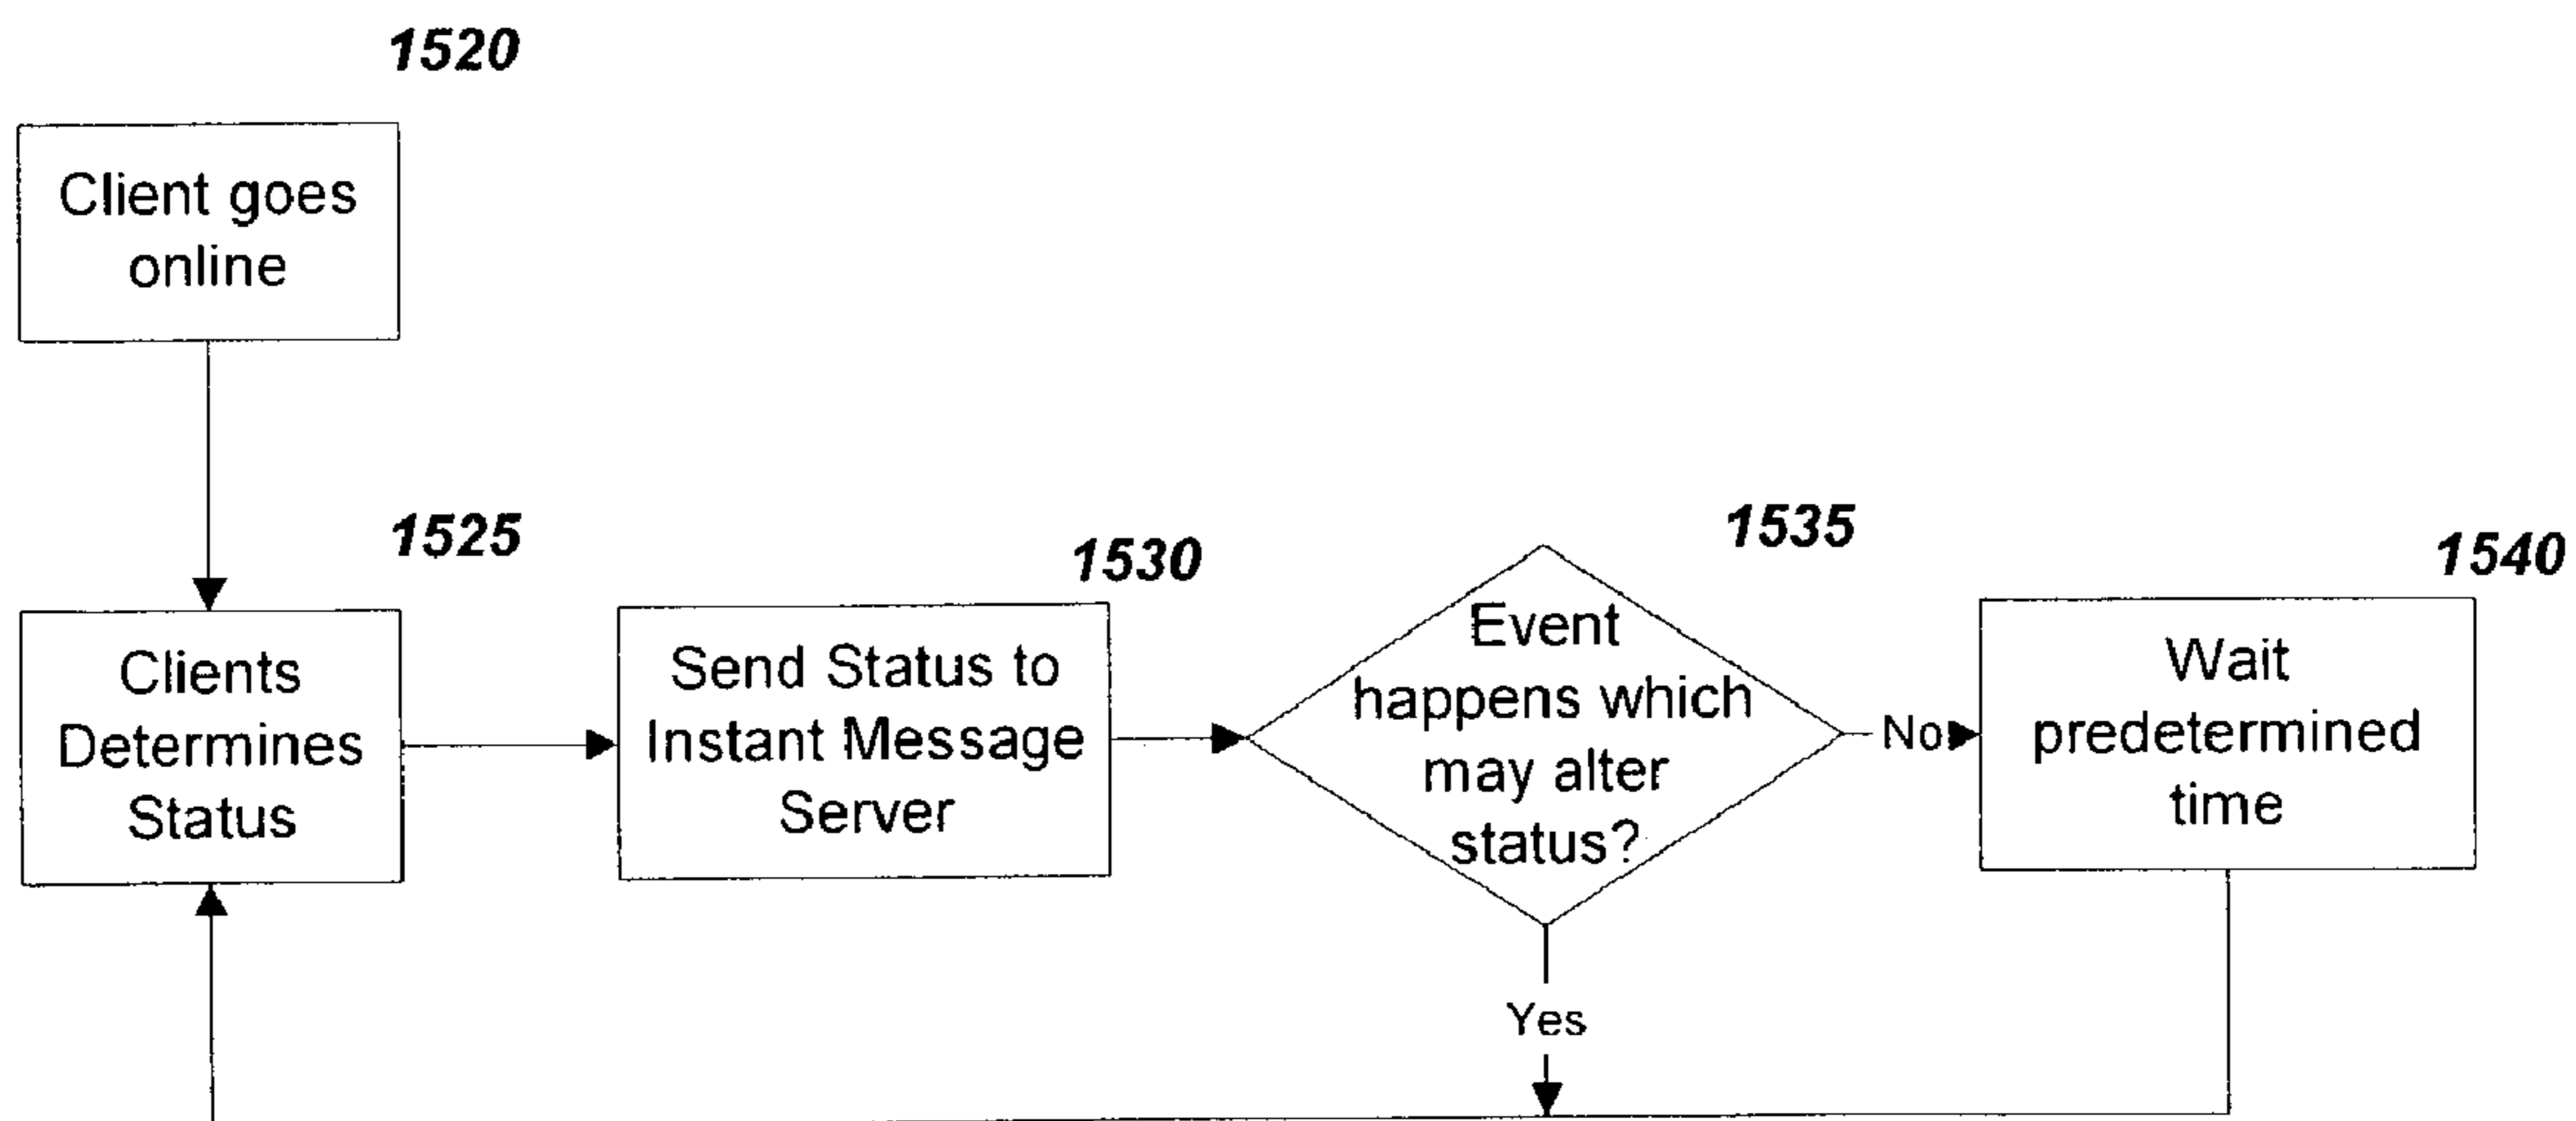 1520
Client goes
online
1525
Clients
Determines
Status
1530
Send Status to
Instant Message
Server
1535
Event
happens which
may alter
status?
No
1540
Wait
predetermined
time
Yes